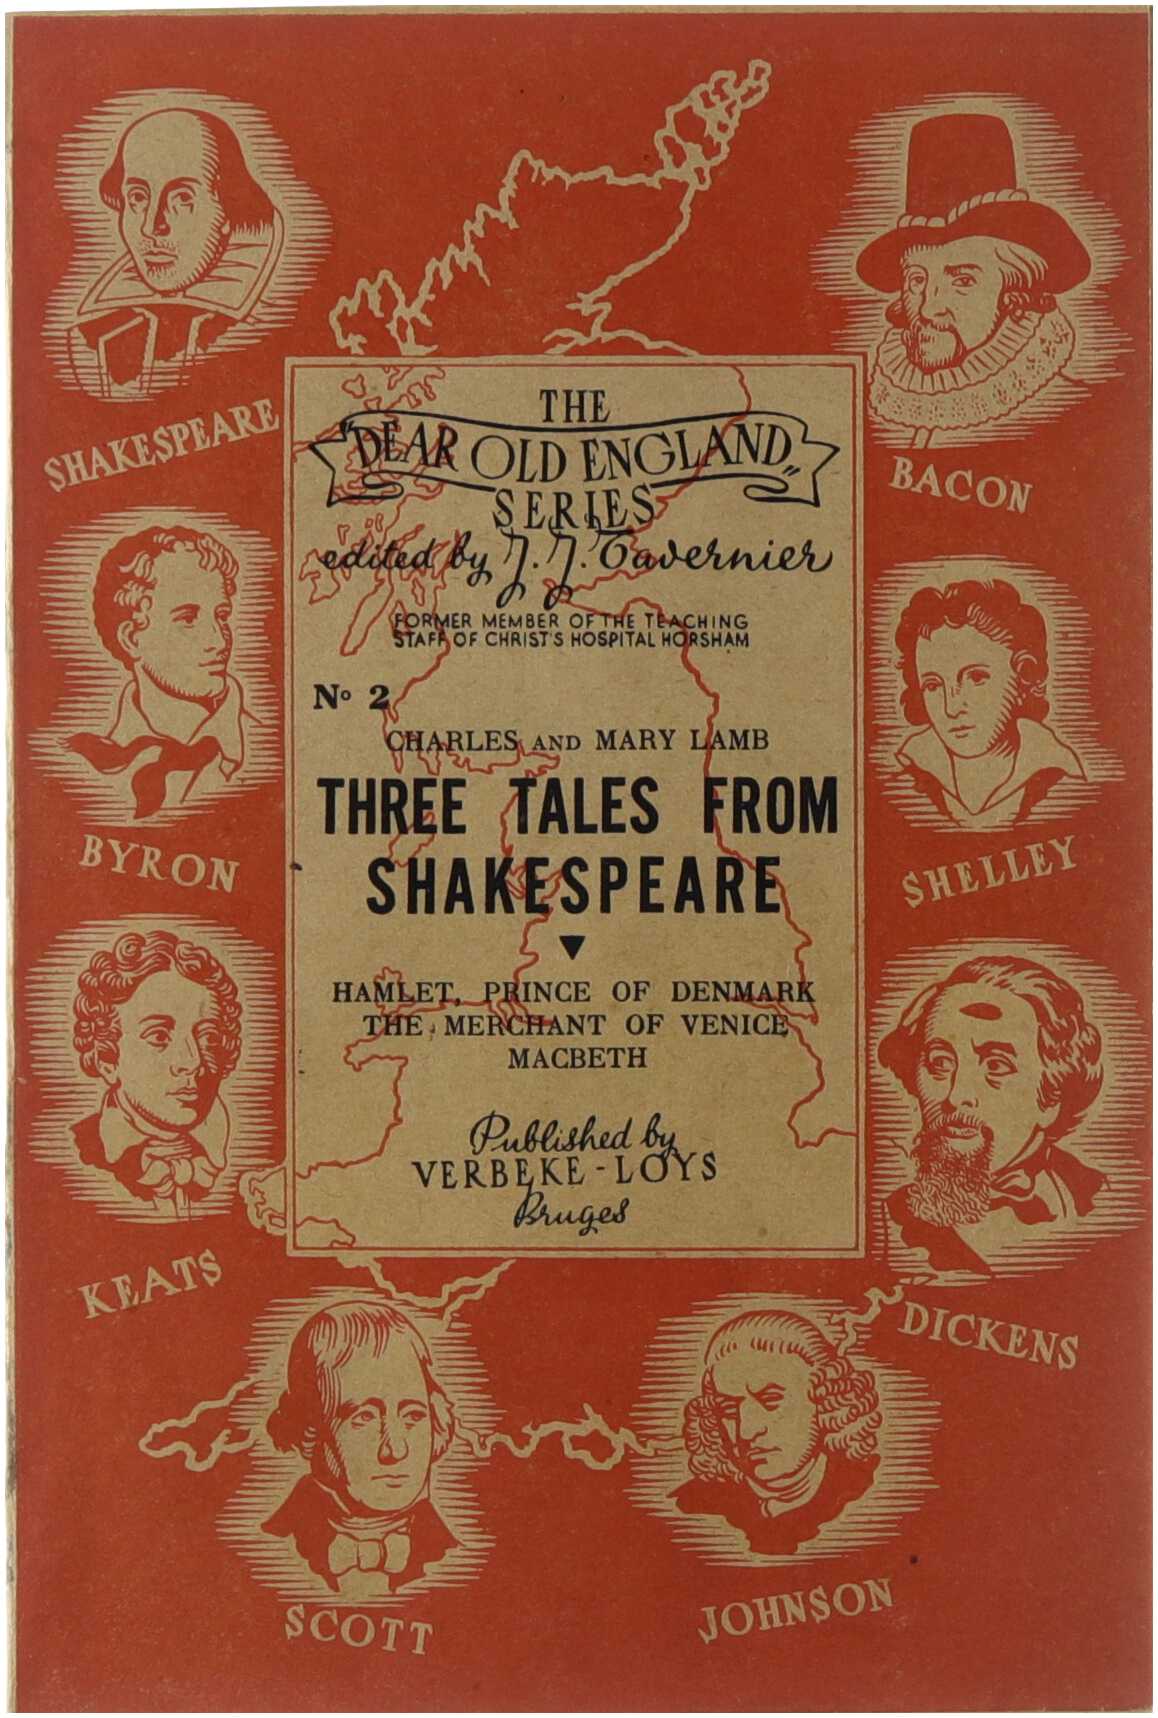 THE
"DEAR OLD ENGLAND"
SERIES
edited by J. J. Tavernier
FORMER MEMBER OF THE TEACHING
STAFF OF CHRIST'S HOSPITAL HORSHAM
No 2
CHARLES AND MARY LAMB
THREE TALES FROM
SHAKESPEARE
HAMLET, PRINCE OF DENMARK
THE MERCHANT OF VENICE
MACBETH
Published by
VERBEKE-LOYS
Bruges
SHAKESPEARE
BACON
BYRON
SHELLEY
KEATS
DICKENS
SCOTT
JOHNSON